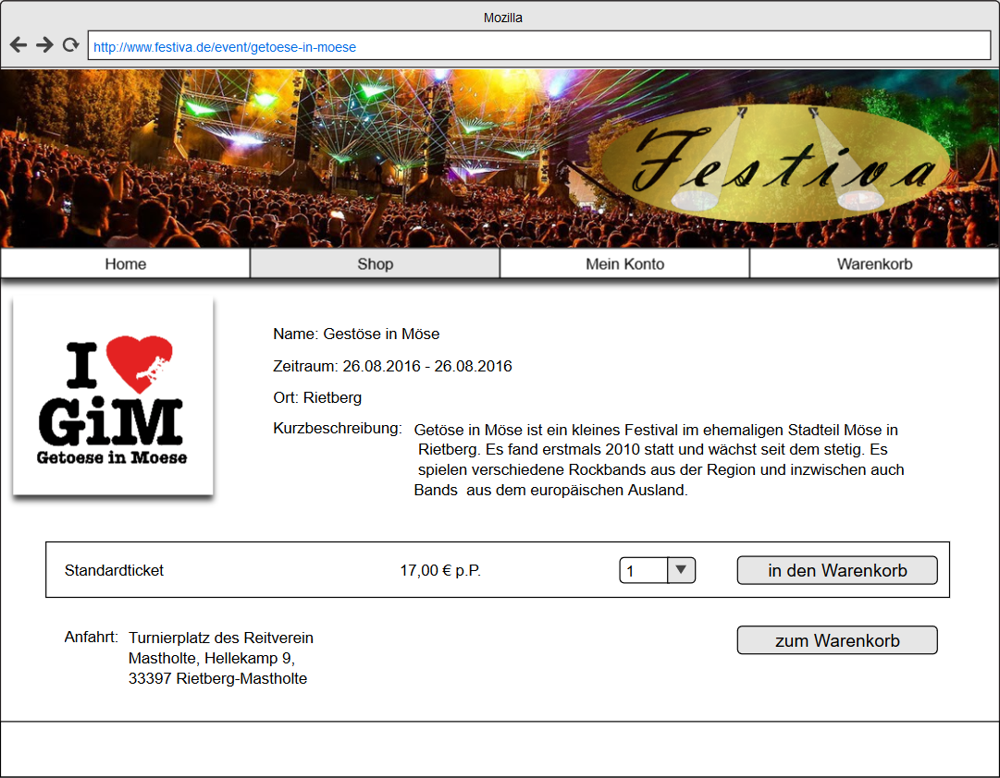 Mozilla
http://www.festiva.de/event/getoese-in-moese
Festiva
Home Shop Mein Konto Warenkorb
I
GiM
Getoese in Moese
Name: Gestöse in Möse
Zeitraum: 26.08.2016 - 26.08.2016
Ort: Rietberg
Kurzbeschreibung: Getöse in Möse ist ein kleines Festival im ehemaligen Stadteil Möse in
Rietberg. Es fand erstmals 2010 statt und wächst seit dem stetig. Es
spielen verschiedene Rockbands aus der Region und inzwischen auch
Bands aus dem europäischen Ausland.
Standardticket 17,00 € p.P. 1 in den Warenkorb
zum Warenkorb
Anfahrt: Turnierplatz des Reitverein
Mastholte, Hellekamp 9,
33397 Rietberg-Mastholte